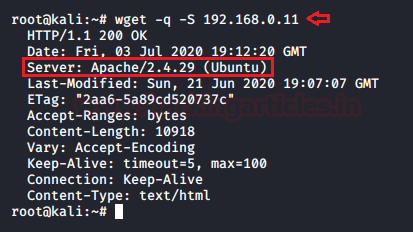 root@kali:~# wget -q -S 192.168.0.11
HTTP/1.1 200 OK
Date: Fri, 03 Jul 2020 19:12:20 GMT
Server: Apache/2.4.29 (Ubuntu)
Last-Modified: Sun, 21 Jun 2020 19:07:07 GMT
ETag: "2aa6-5a89cd520737c"
Accept-Ranges: bytes
Content-Length: 10918
Vary: Accept-Encoding
Keep-Alive: timeout=5, max=100
Connection: Keep-Alive
Content-Type: text/html
root@kali:~#